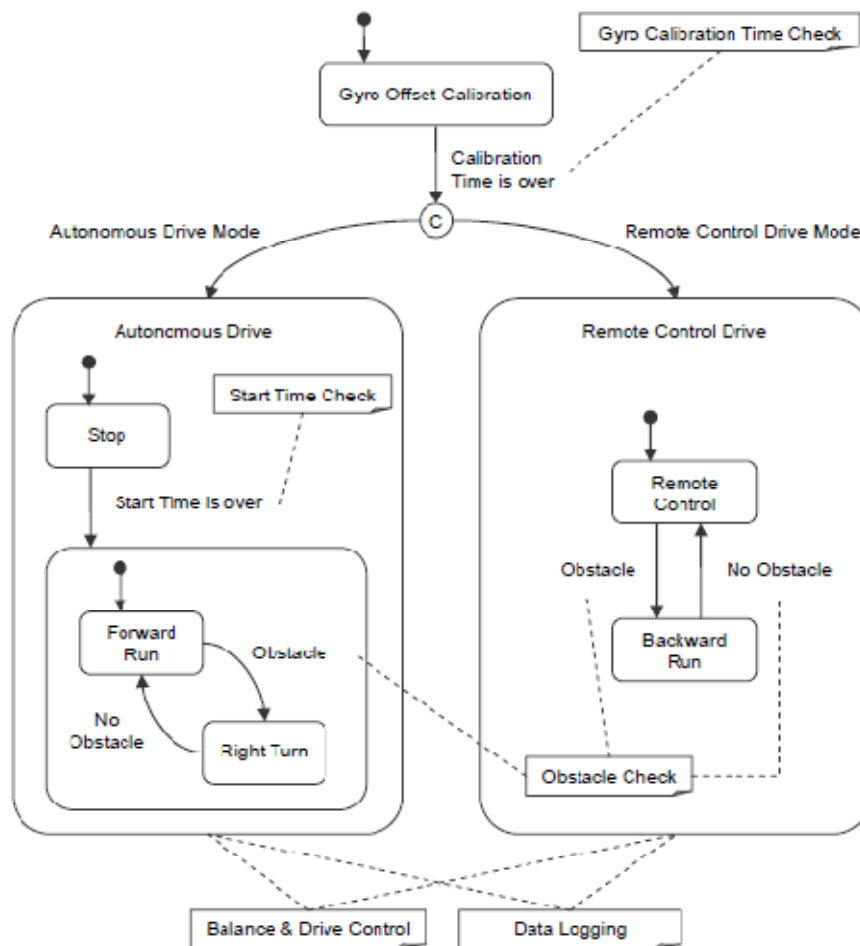 Gyro Calibration Time Check
Gyro Offset Calibration
Calibration
Time is over
C
Autonomous Drive Mode
Remote Control Drive Mode
Autonomous Drive
Remote Control Drive
Start Time Check
Stop
Start Time is over
Remote
Control
Obstacle
No Obstacle
Forward
Run
Obstacle
Backward
Run
No
Obstacle
Right Turn
Obstacle Check
Balance & Drive Control
Data Logging